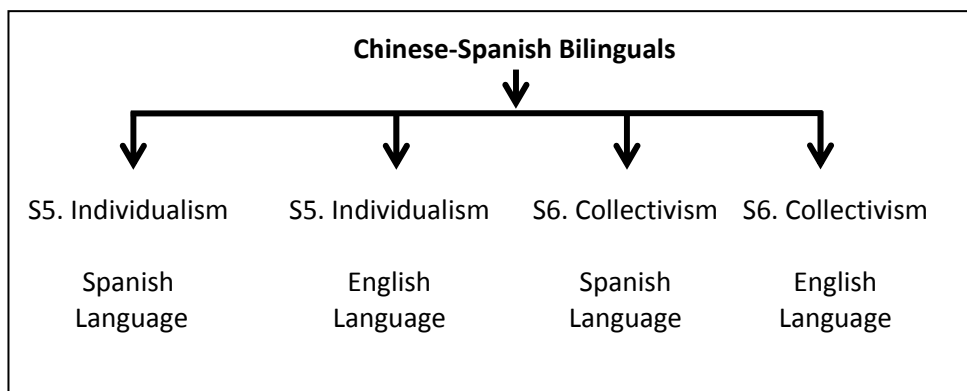 Chinese-Spanish Bilinguals
S5. Individualism S5. Individualism S6. Collectivism S6. Collectivism
Spanish English Spanish English
Language Language Language Language